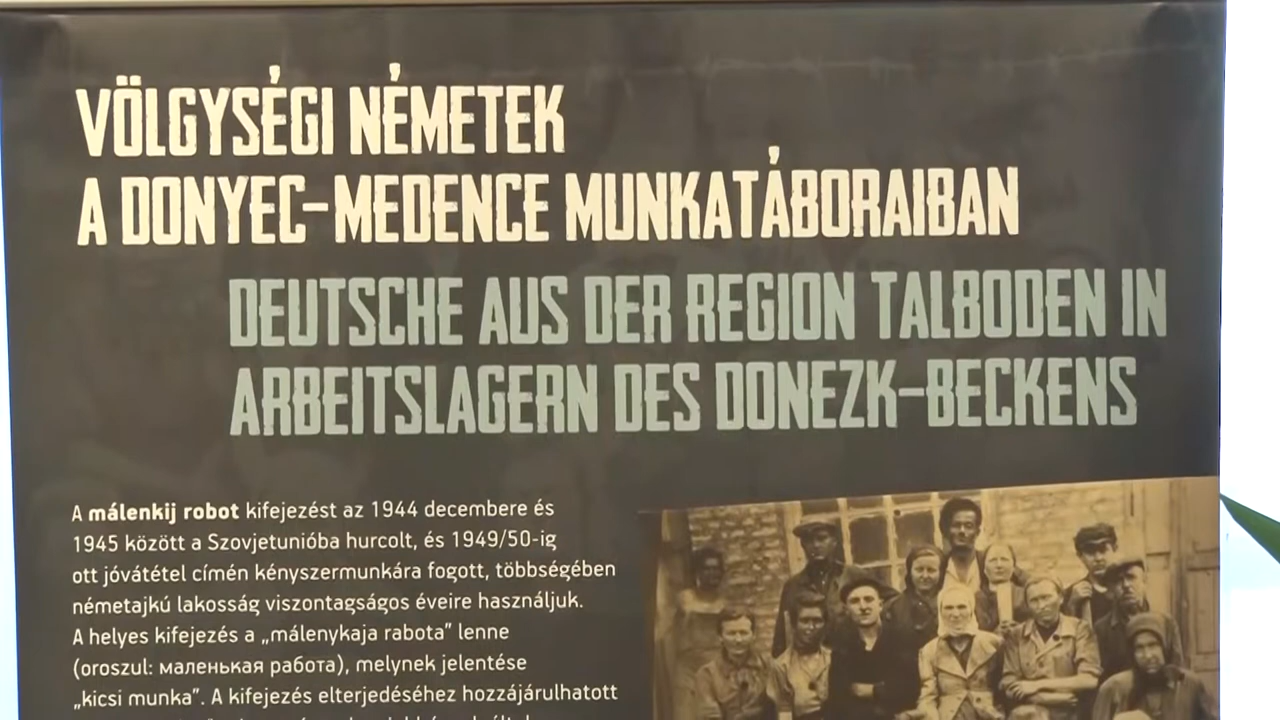 VÖLGYSÉGI NÉMETEK
A DONYEC-MEDENCE MUNKATÁBORAIBAN
DEUTSCHE AUS DER REGION TALBODEN IN
ARBEITSLAGERN DES DONEZK-BECKENS
A málenkij robot kifejezést az 1944 decembere és
1945 között a Szovjetunióba hurcolt, és 1949/50-ig
ott jóvátétel címén kényszermunkára fogott, többségében
németajkú lakosság viszontagságos éveire használjuk.
A helyes kifejezés a „málenykaja rabota” lenne
(oroszul: маленькая работа), melynek jelentése
„kicsi munka”. A kifejezés elterjedéséhez hozzájárulhatott